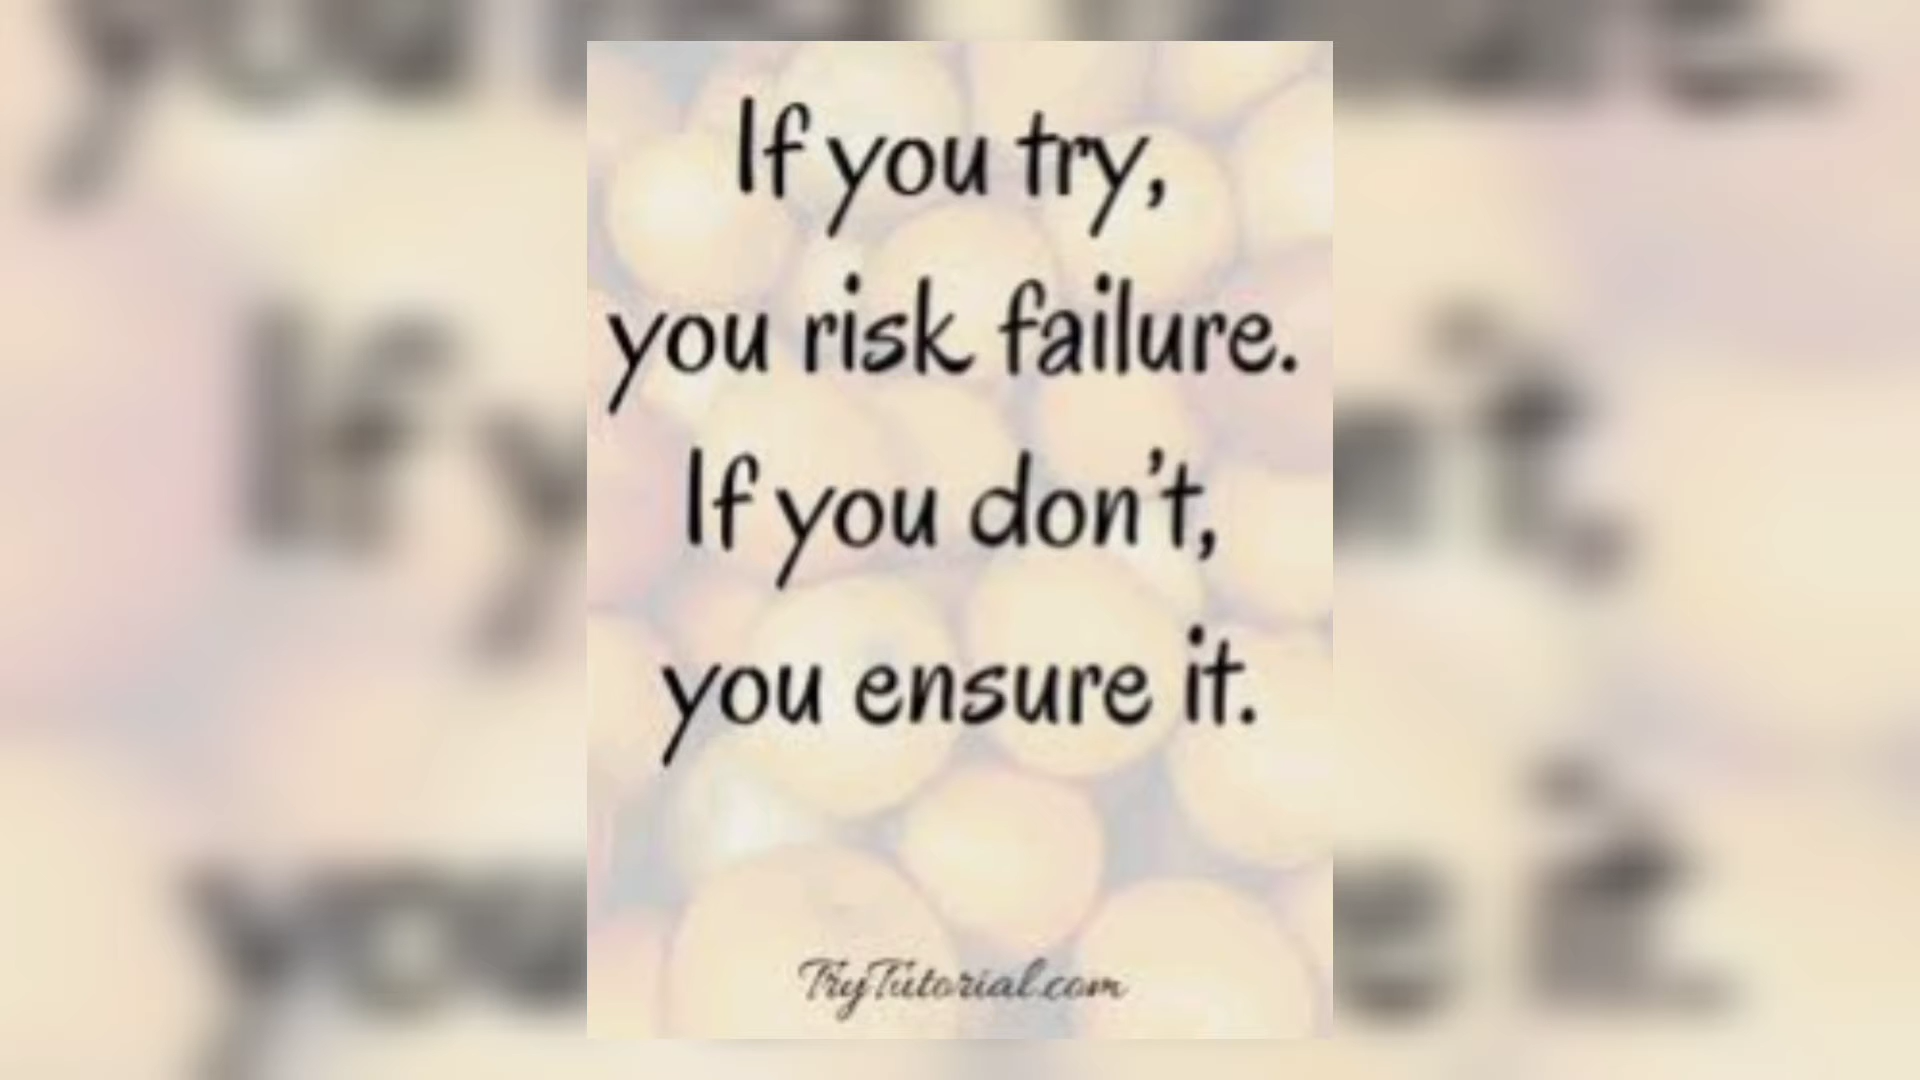 If you try,
you risk failure.
If you don't,
you ensure it.
TryTutorial.com